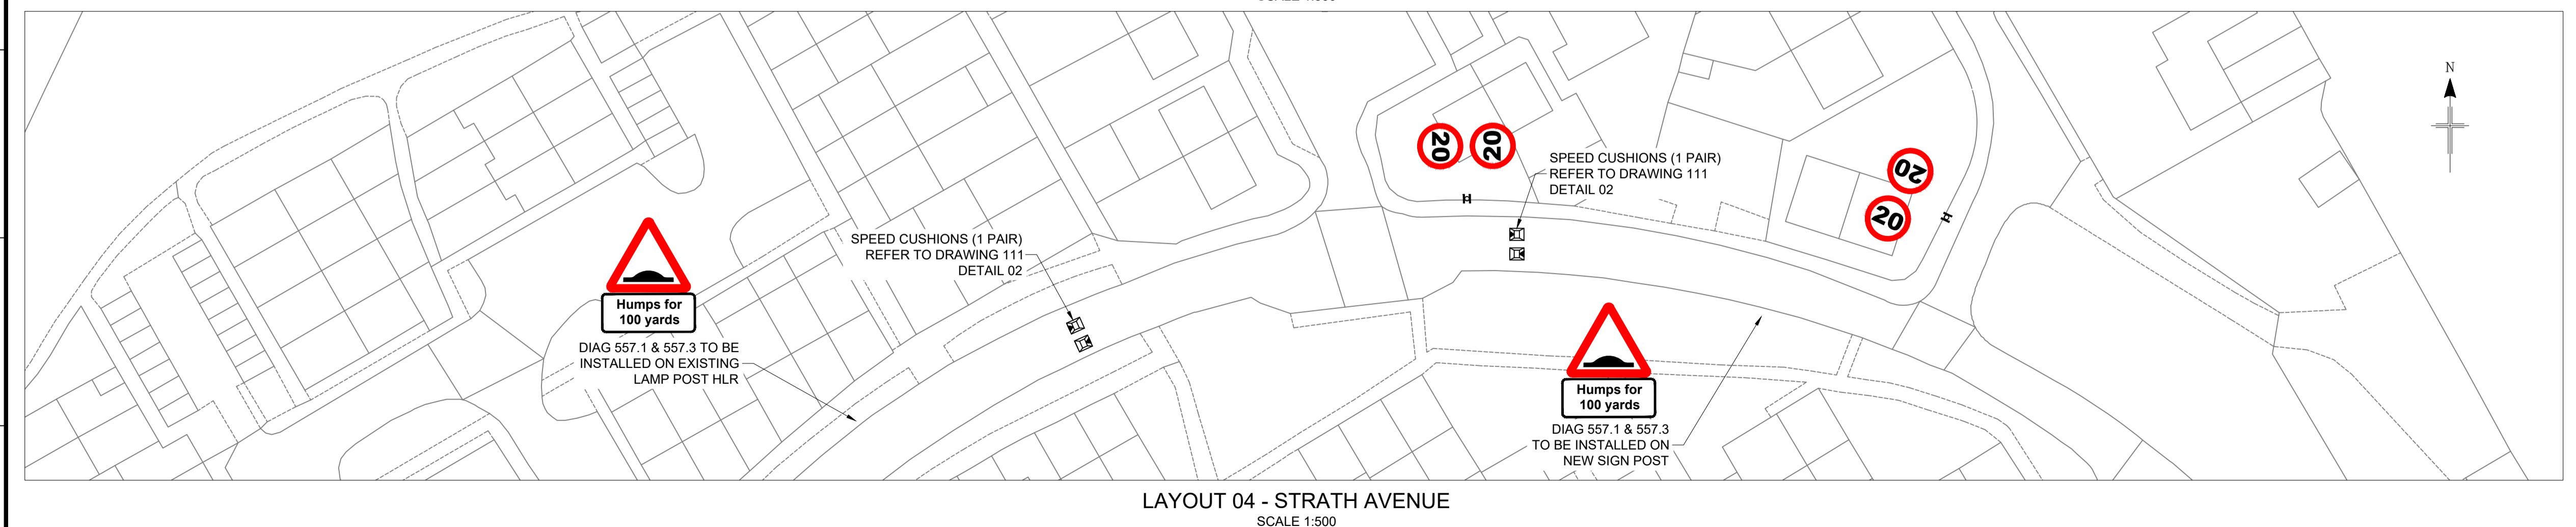 N
20
20
SPEED CUSHIONS (1 PAIR)
REFER TO DRAWING 111
DETAIL 02
20
20
SPEED CUSHIONS (1 PAIR)
REFER TO DRAWING 111
DETAIL 02
Humps for
100 yards
DIAG 557.1 & 557.3 TO BE
INSTALLED ON EXISTING
LAMP POST HLR
Humps for
100 yards
DIAG 557.1 & 557.3
TO BE INSTALLED ON
NEW SIGN POST
LAYOUT 04 - STRATH AVENUE
SCALE 1:500